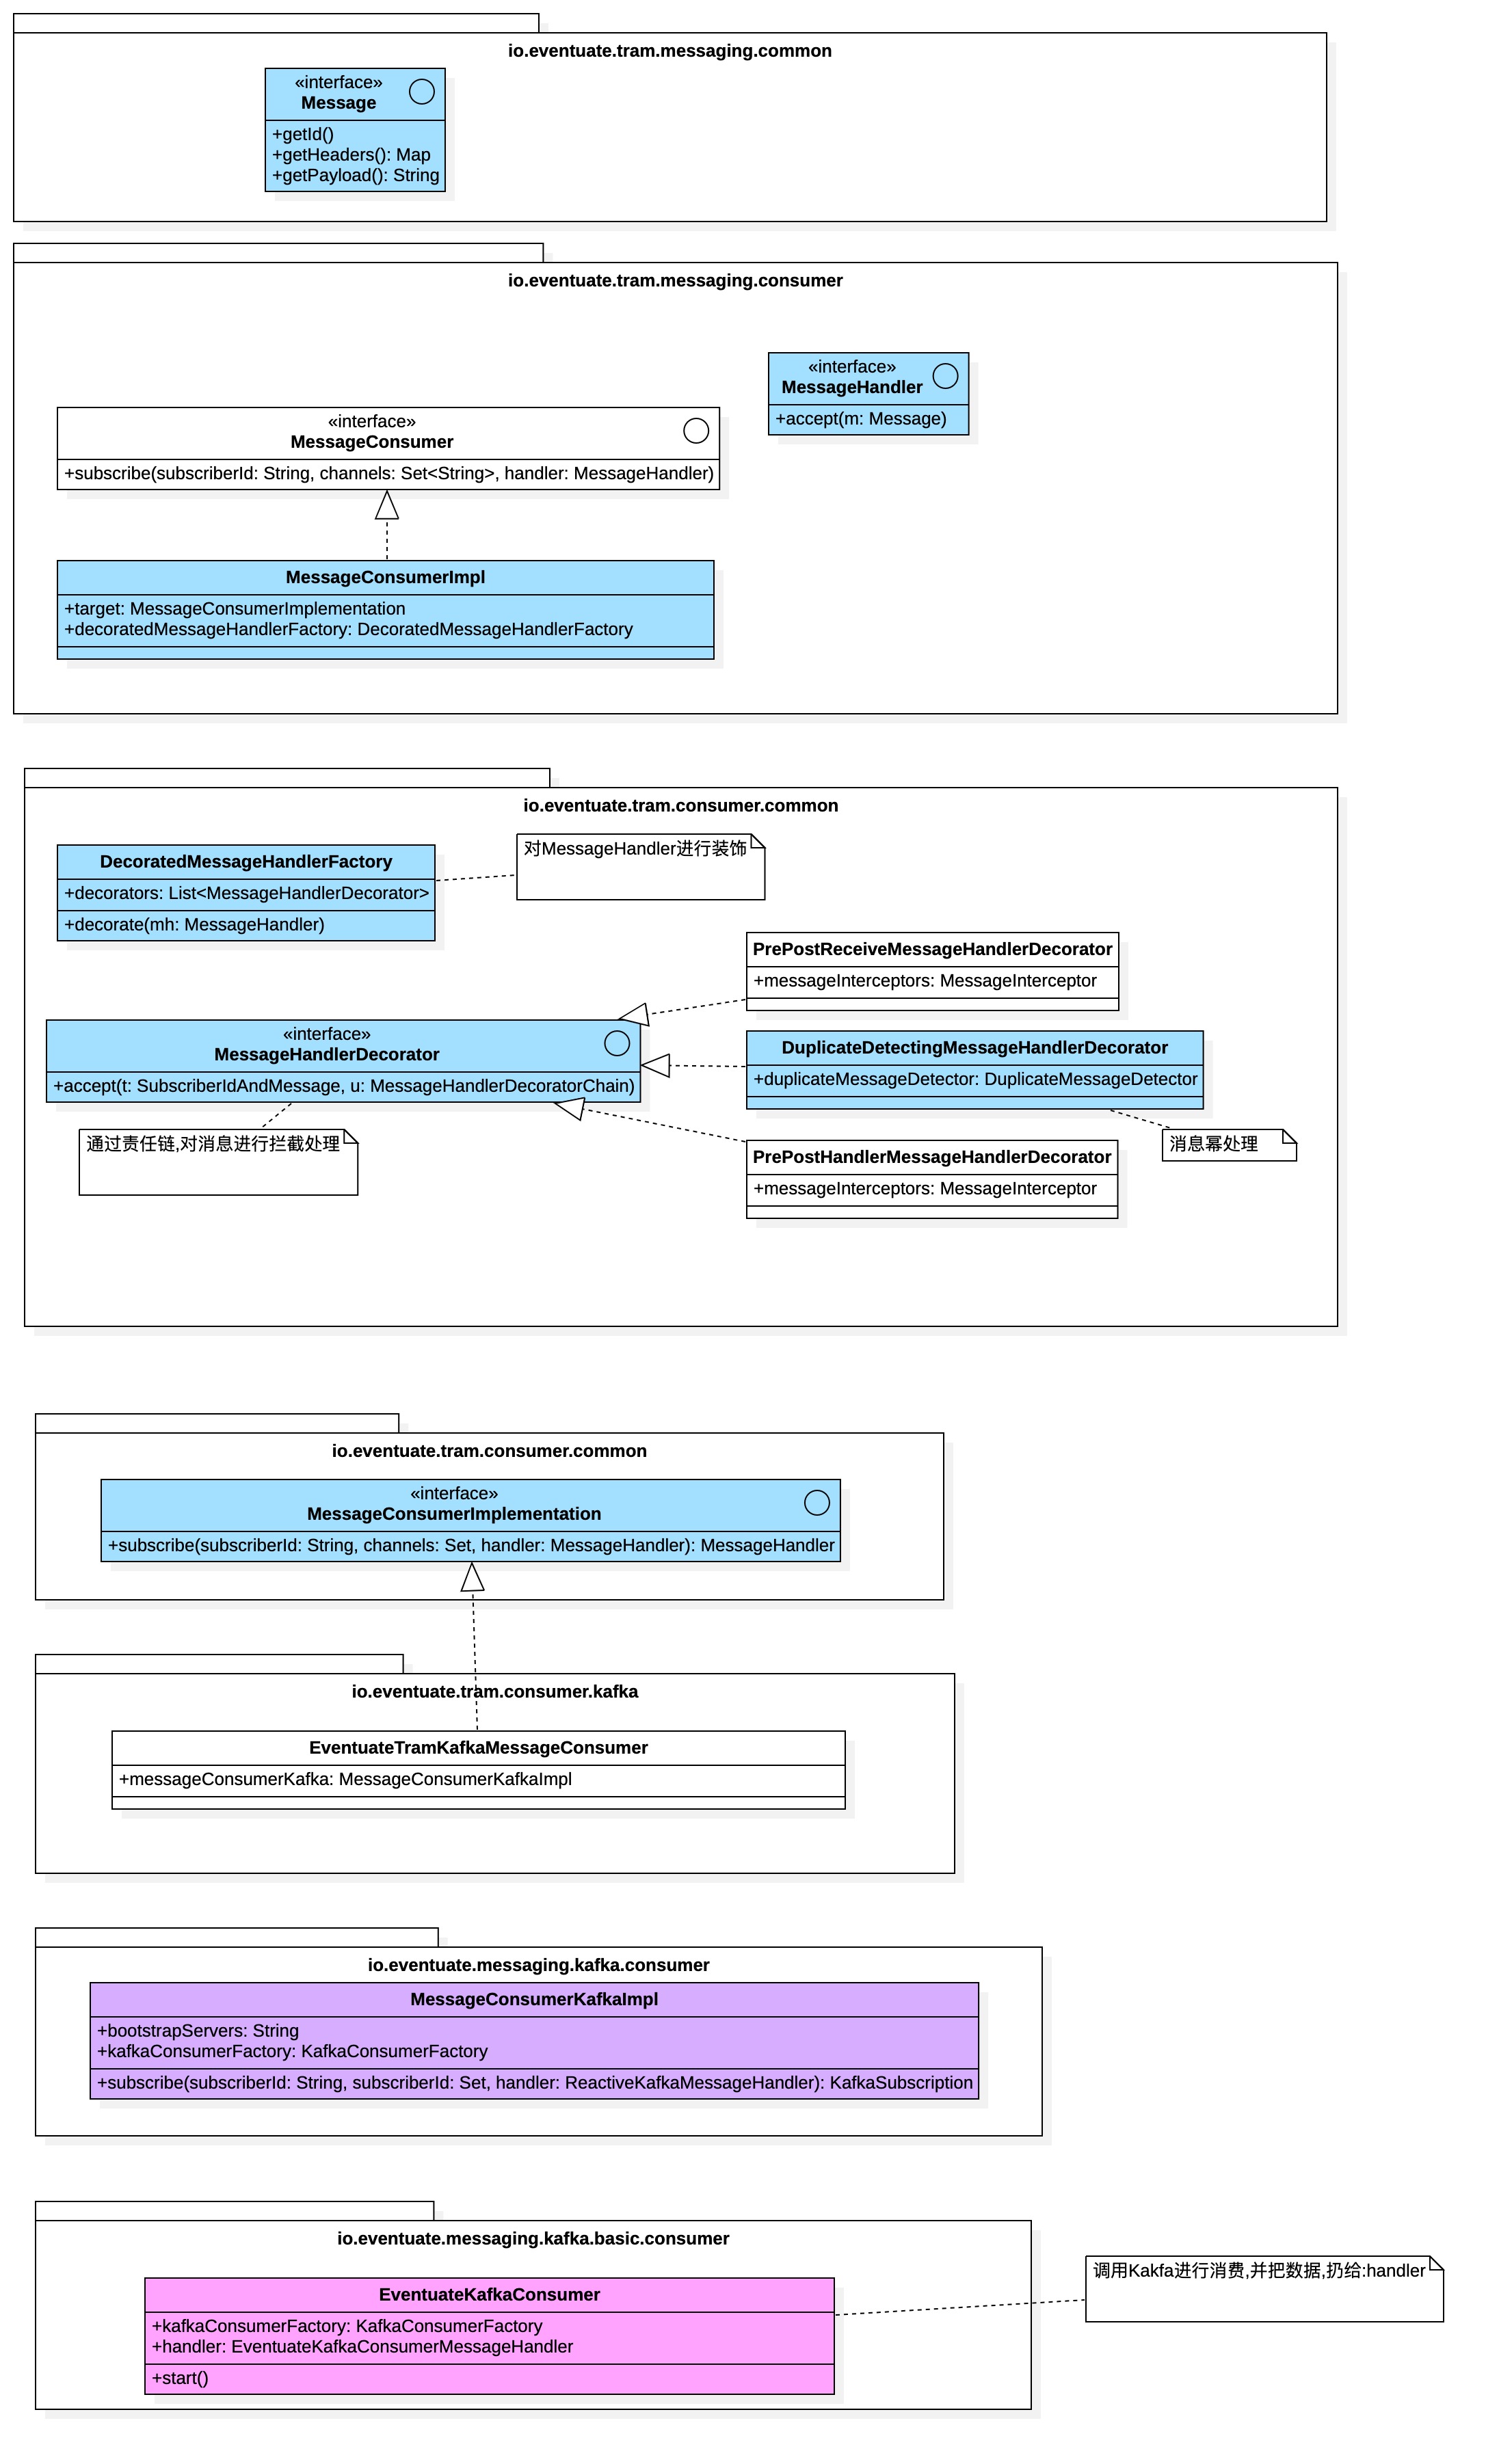 io.eventuate.tram.messaging.common
«interface»
Message
+getId()
+getHeaders(): Map
+getPayload(): String
io.eventuate.tram.messaging.consumer
«interface»
MessageHandler
+accept(m: Message)
«interface»
MessageConsumer
+subscribe(subscriberId: String, channels: Set<String>, handler: MessageHandler)
MessageConsumerImpl
+target: MessageConsumerImplementation
+decoratedMessageHandlerFactory: DecoratedMessageHandlerFactory
io.eventuate.tram.consumer.common
DecoratedMessageHandlerFactory
+decorators: List<MessageHandlerDecorator>
+decorate(mh: MessageHandler)
对MessageHandler进行装饰
PrePostReceiveMessageHandlerDecorator
+messageInterceptors: MessageInterceptor
«interface»
MessageHandlerDecorator
+accept(t: SubscriberIdAndMessage, u: MessageHandlerDecoratorChain)
DuplicateDetectingMessageHandlerDecorator
+duplicateMessageDetector: DuplicateMessageDetector
通过责任链,对消息进行拦截处理
消息幂处理
PrePostHandlerMessageHandlerDecorator
+messageInterceptors: MessageInterceptor
io.eventuate.tram.consumer.common
«interface»
MessageConsumerImplementation
+subscribe(subscriberId: String, channels: Set, handler: MessageHandler): MessageHandler
io.eventuate.tram.consumer.kafka
EventuateTramKafkaMessageConsumer
+messageConsumerKafka: MessageConsumerKafkaImpl
io.eventuate.messaging.kafka.consumer
MessageConsumerKafkaImpl
+bootstrapServers: String
+kafkaConsumerFactory: KafkaConsumerFactory
+subscribe(subscriberId: String, subscriberId: Set, handler: ReactiveKafkaMessageHandler): KafkaSubscription
io.eventuate.messaging.kafka.basic.consumer
EventuateKafkaConsumer
+kafkaConsumerFactory: KafkaConsumerFactory
+handler: EventuateKafkaConsumerMessageHandler
+start()
调用Kakfa进行消费,并把数据,扔给:handler